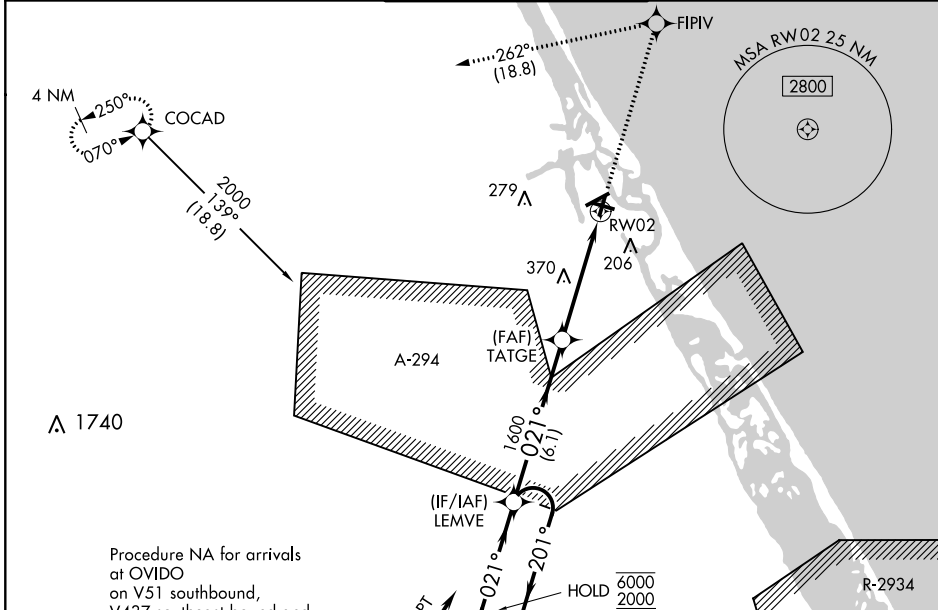 FIPIV
262°
(18.8)
MSA RW02 25 NM
2800
4 NM
250°
070°
COCAD
2000
139°
(18.8)
279
RW02
206
370
(FAF)
TATGE
A-294
1740
1600
021°
(6.1)
(IF/IAF)
LEMVE
021°
201°
Procedure NA for arrivals
at OVIDO
on V51 southbound,
HOLD
6000
2000
R-2934